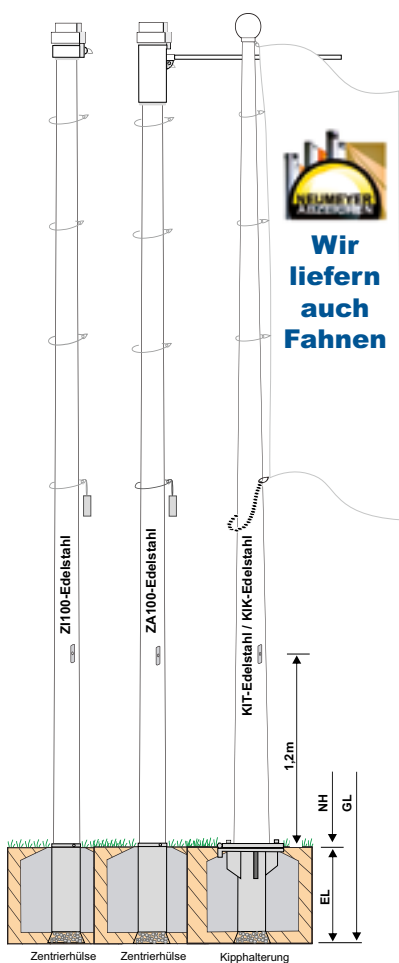 NEUMEYER
ABZEICHEN
Wir
liefern
auch
Fahnen
ZI100-Edelstahl
ZA100-Edelstahl
KIT-Edelstahl / KIK-Edelstahl
1,2m
NH
GL
EL
Zentrierhülse
Zentrierhülse
Kipphalterung